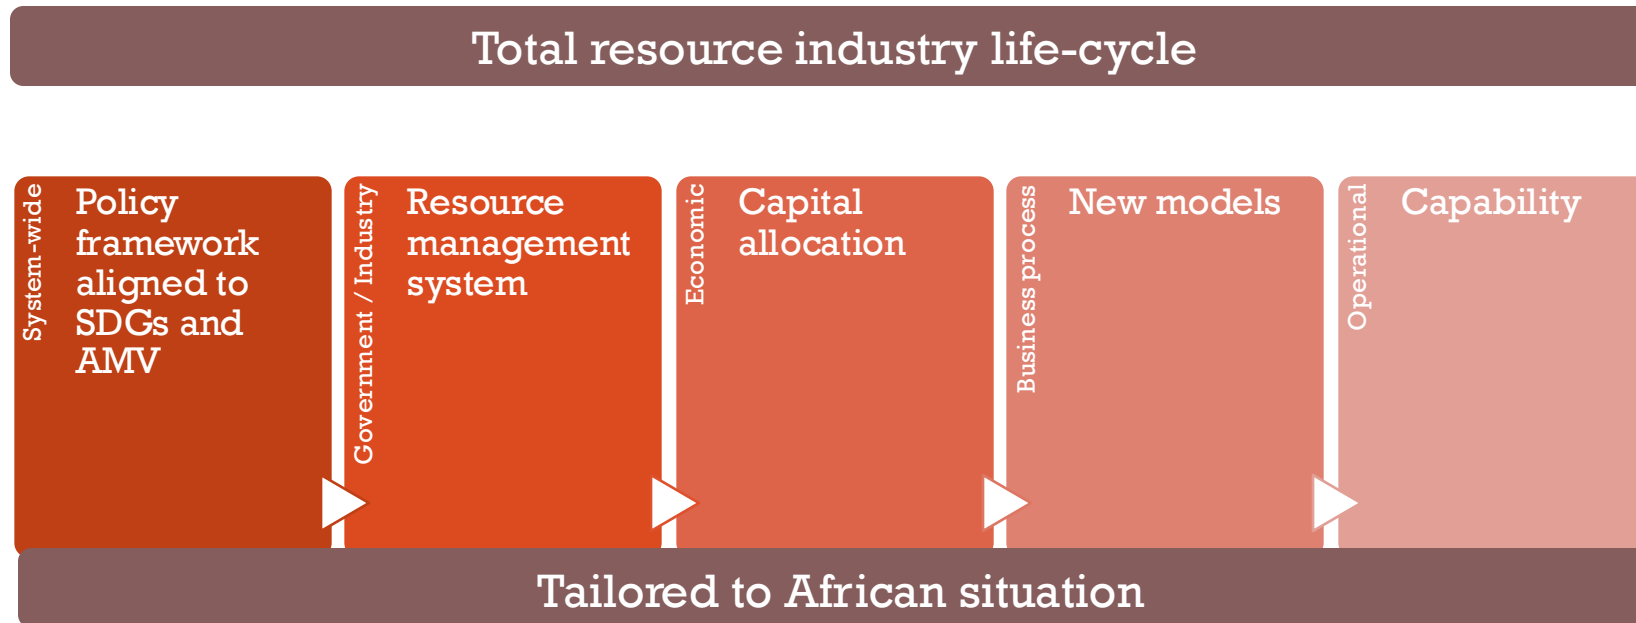 Total resource industry life-cycle
System-wide
Policy
framework
aligned to
SDGs and
AMV
Government / Industry
Resource
management
system
Economic
Capital
allocation
Business process
New models
Operational
Capability
Tailored to African situation